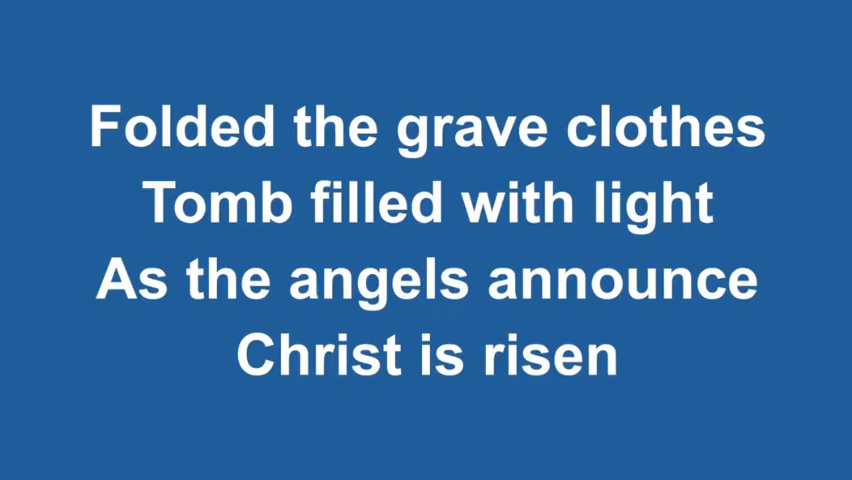 Folded the grave clothes
Tomb filled with light
As the angels announce
Christ is risen